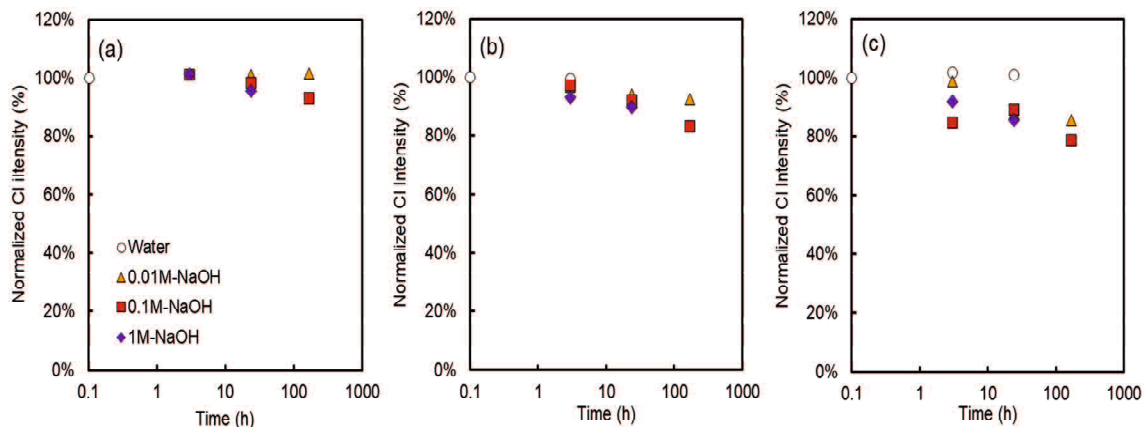 120%
100%
80%
60%
40%
20%
0%
Normalized CI Iitensity (%)
(a)
Water
0.01M-NaOH
0.1M-NaOH
1M-NaOH
0.1
1
10
100
1000
Time (h)
120%
100%
80%
60%
40%
20%
0%
Normalized CI Intensity (%)
(b)
0.1
1
10
100
1000
Time (h)
120%
100%
80%
60%
40%
20%
0%
Normalized CI Intensity (%)
(c)
0.1
1
10
100
1000
Time (h)